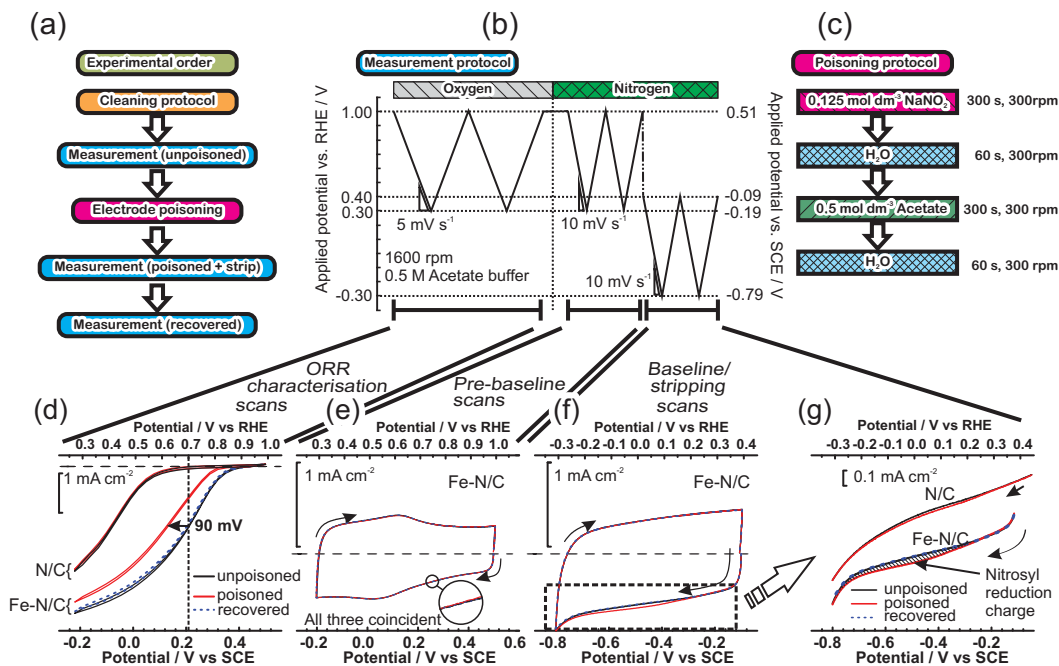 (a)
Experimental order
Cleaning protocol
Measurement (unpoisoned)
Electrode poisoning
Measurement (poisoned + strip)
Measurement (recovered)
(b)
Measurement protocol
Oxygen
Nitrogen
Applied potential vs. RHE / V
1.00
0.40
0.30
-0.30
5 mV s⁻¹
10 mV s⁻¹
1600 rpm
0.5 M Acetate buffer
10 mV s⁻¹
0.51
-0.09
-0.19
-0.79
Applied potential vs. SCE / V
(c)
Poisoning protocol
0,125 mol dm⁻³ NaNO₂
300 s, 300rpm
H₂O
60 s, 300rpm
0.5 mol dm⁻³ Acetate
300 s, 300 rpm
H₂O
60 s, 300 rpm
ORR
characterisation
scans
Pre-baseline
scans
Baseline/
stripping
scans
(d)
Potential / V vs RHE
0.3 0.4 0.5 0.6 0.7 0.8 0.9 1.0
1 mA cm⁻²
90 mV
N/C{
Fe-N/C{
unpoisoned
poisoned
recovered
-0.2 0.0 0.2 0.4
Potential / V vs SCE
(e)
Potential / V vs RHE
0.3 0.4 0.5 0.6 0.7 0.8 0.9 1.0
1 mA cm⁻²
Fe-N/C
All three coincident
-0.2 -0.1 0.0 0.1 0.2 0.3 0.4 0.5 0.6
Potential / V vs SCE
(f)
Potential / V vs RHE
-0.3 -0.2 -0.1 0.0 0.1 0.2 0.3 0.4
1 mA cm⁻²
Fe-N/C
-0.8 -0.6 -0.4 -0.2
Potential / V vs SCE
(g)
Potential / V vs RHE
-0.3 -0.2 -0.1 0.0 0.1 0.2 0.3 0.4
0.1 mA cm⁻²
N/C
Fe-N/C
unpoisoned
poisoned
recovered
Nitrosyl
reduction
charge
-0.8 -0.6 -0.4 -0.2
Potential / V vs SCE